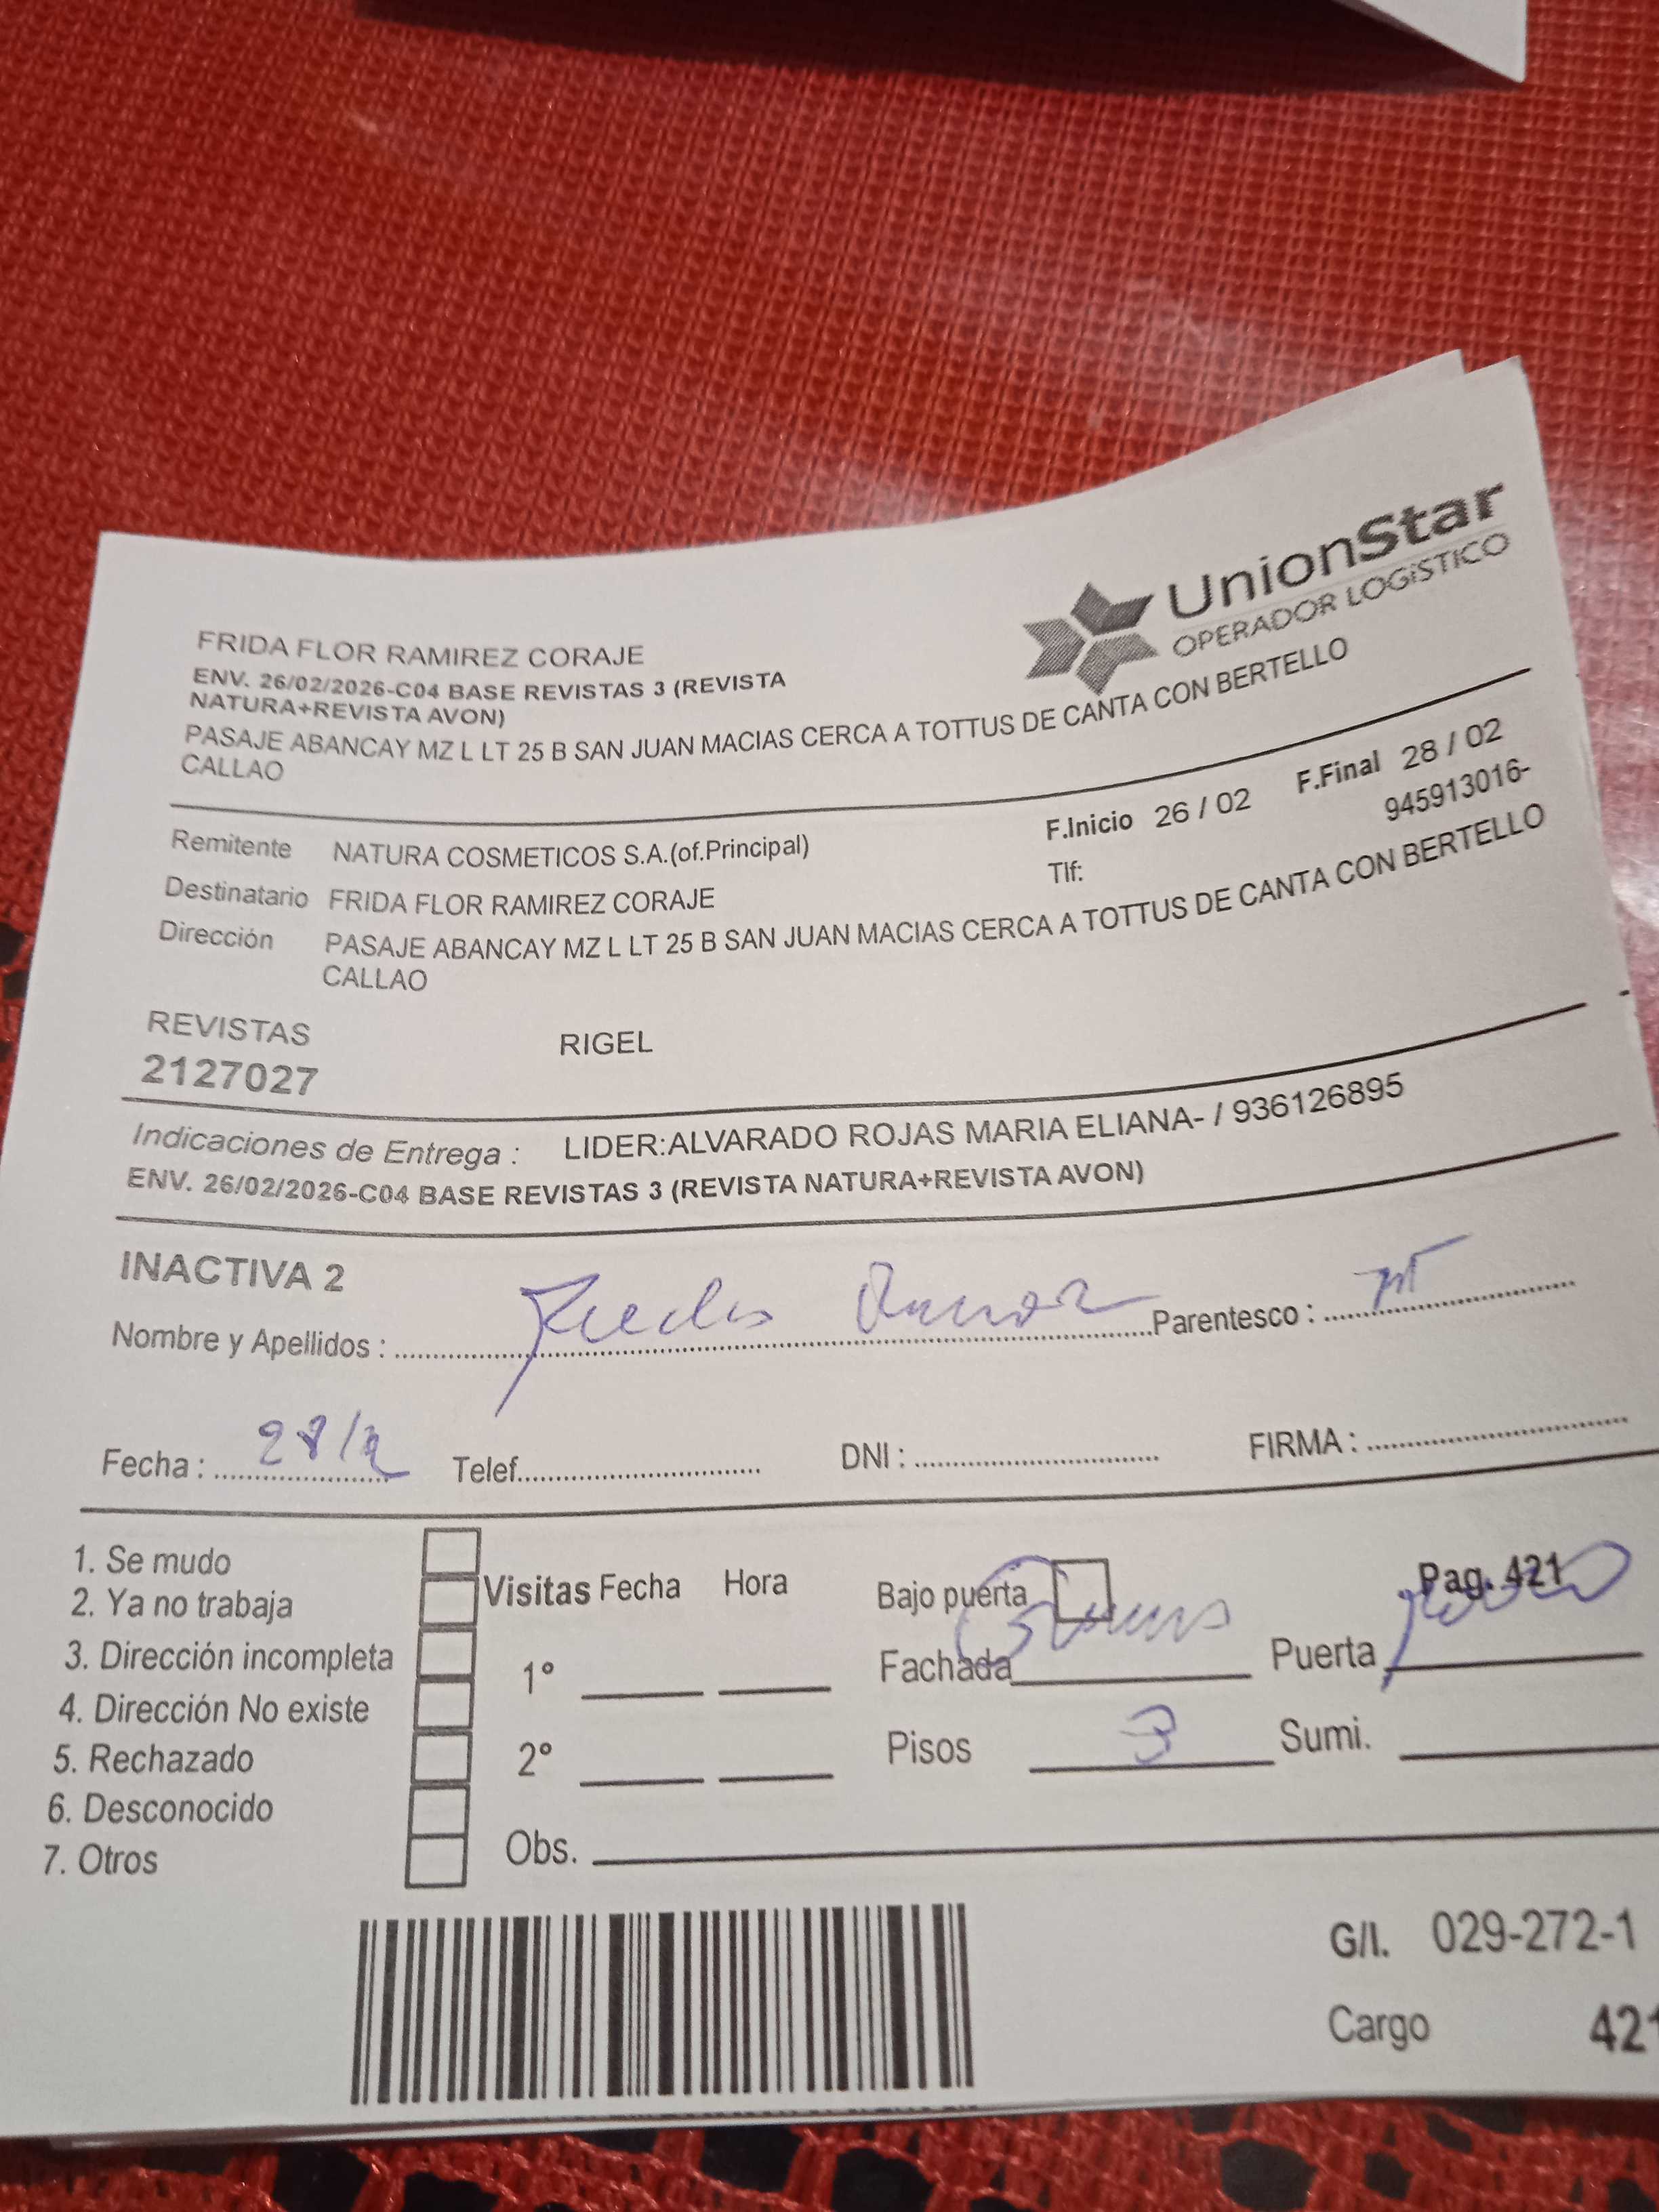 UnionStar
OPERADOR LOGÍSTICO
FRIDA FLOR RAMIREZ CORAJE
ENV. 26/02/2026-C04 BASE REVISTAS 3 (REVISTA
NATURA+REVISTA AVON)
PASAJE ABANCAY MZ L LT 25 B SAN JUAN MACIAS CERCA A TOTTUS DE CANTA CON BERTELLO
CALLAO
F.Inicio 26 / 02 F.Final 28 / 02
Remitente NATURA COSMETICOS S.A.(of.Principal) Tlf: 945913016-
Destinatario FRIDA FLOR RAMIREZ CORAJE
Dirección PASAJE ABANCAY MZ L LT 25 B SAN JUAN MACIAS CERCA A TOTTUS DE CANTA CON BERTELLO
CALLAO
REVISTAS RIGEL
2127027
Indicaciones de Entrega : LIDER:ALVARADO ROJAS MARIA ELIANA- / 936126895
ENV. 26/02/2026-C04 BASE REVISTAS 3 (REVISTA NATURA+REVISTA AVON)
INACTIVA 2
Nombre y Apellidos : Parentesco :
Fecha : Telef. DNI : FIRMA :
1. Se mudo
2. Ya no trabaja
3. Dirección incompleta
4. Dirección No existe
5. Rechazado
6. Desconocido
7. Otros
Visitas Fecha Hora
1°
2°
Obs.
Bajo puerta Pag. 421
Fachada Puerta
Pisos 3 Sumi.
G/I. 029-272-1
Cargo 421